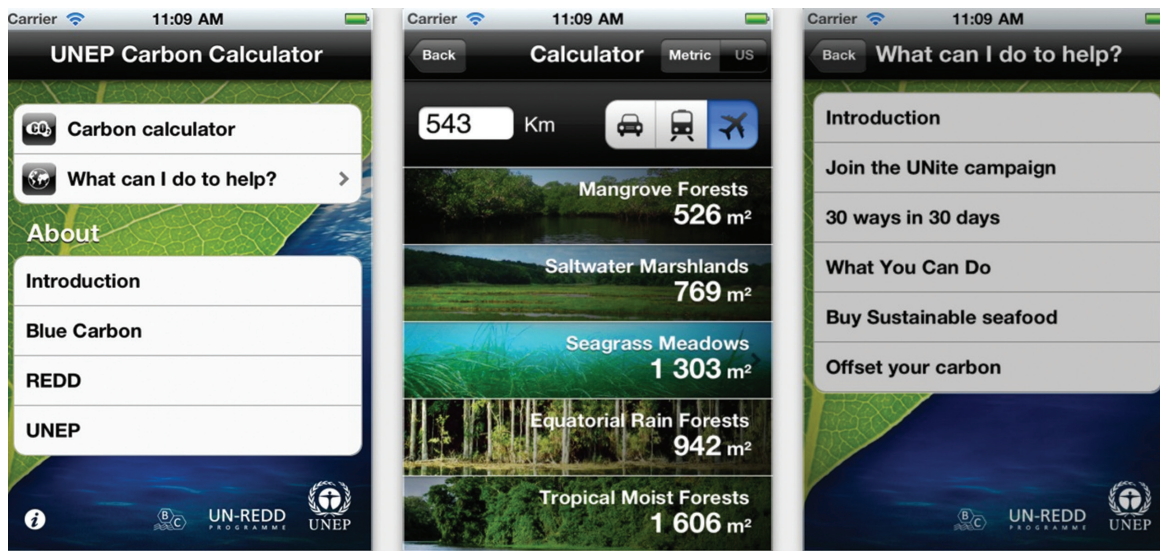 Carrier 11:09 AM
UNEP Carbon Calculator
CO₂ Carbon calculator
What can I do to help?
About
Introduction
Blue Carbon
REDD
UNEP
i
B C
UN-REDD
PROGRAMME
UNEP
Carrier 11:09 AM
Back Calculator Metric US
543 Km
Mangrove Forests
526 m²
Saltwater Marshlands
769 m²
Seagrass Meadows
1 303 m²
Equatorial Rain Forests
942 m²
Tropical Moist Forests
1 606 m²
Carrier 11:09 AM
Back What can I do to help?
Introduction
Join the UNite campaign
30 ways in 30 days
What You Can Do
Buy Sustainable seafood
Offset your carbon
B C
UN-REDD
PROGRAMME
UNEP